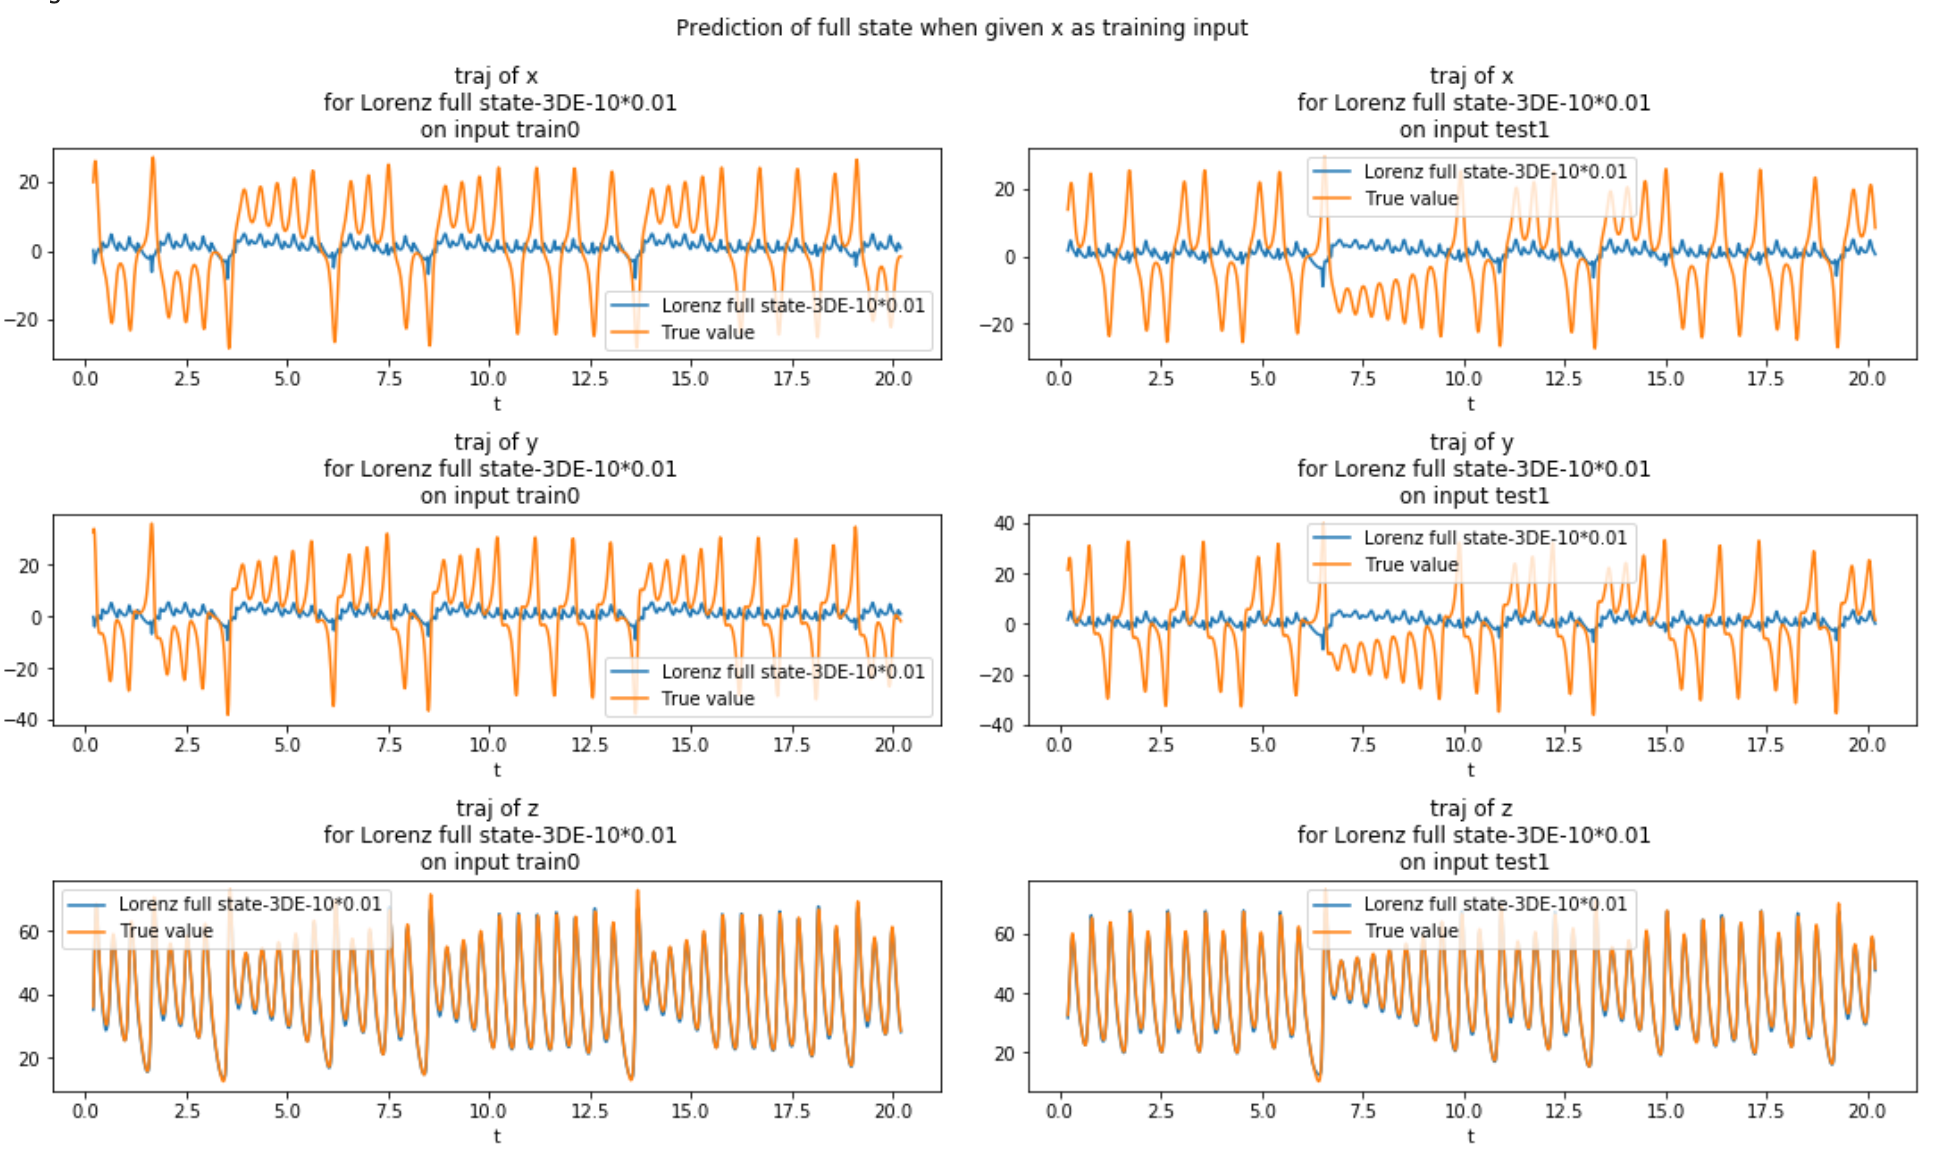 Prediction of full state when given x as training input
traj of x
for Lorenz full state-3DE-10*0.01
on input train0
20
0
−20
Lorenz full state-3DE-10*0.01
True value
0.0 2.5 5.0 7.5 10.0 12.5 15.0 17.5 20.0
t
traj of x
for Lorenz full state-3DE-10*0.01
on input test1
20
0
−20
Lorenz full state-3DE-10*0.01
True value
0.0 2.5 5.0 7.5 10.0 12.5 15.0 17.5 20.0
t
traj of y
for Lorenz full state-3DE-10*0.01
on input train0
20
0
−20
−40
Lorenz full state-3DE-10*0.01
True value
0.0 2.5 5.0 7.5 10.0 12.5 15.0 17.5 20.0
t
traj of y
for Lorenz full state-3DE-10*0.01
on input test1
40
20
0
−20
−40
Lorenz full state-3DE-10*0.01
True value
0.0 2.5 5.0 7.5 10.0 12.5 15.0 17.5 20.0
t
traj of z
for Lorenz full state-3DE-10*0.01
on input train0
60
40
20
Lorenz full state-3DE-10*0.01
True value
0.0 2.5 5.0 7.5 10.0 12.5 15.0 17.5 20.0
t
traj of z
for Lorenz full state-3DE-10*0.01
on input test1
60
40
20
Lorenz full state-3DE-10*0.01
True value
0.0 2.5 5.0 7.5 10.0 12.5 15.0 17.5 20.0
t